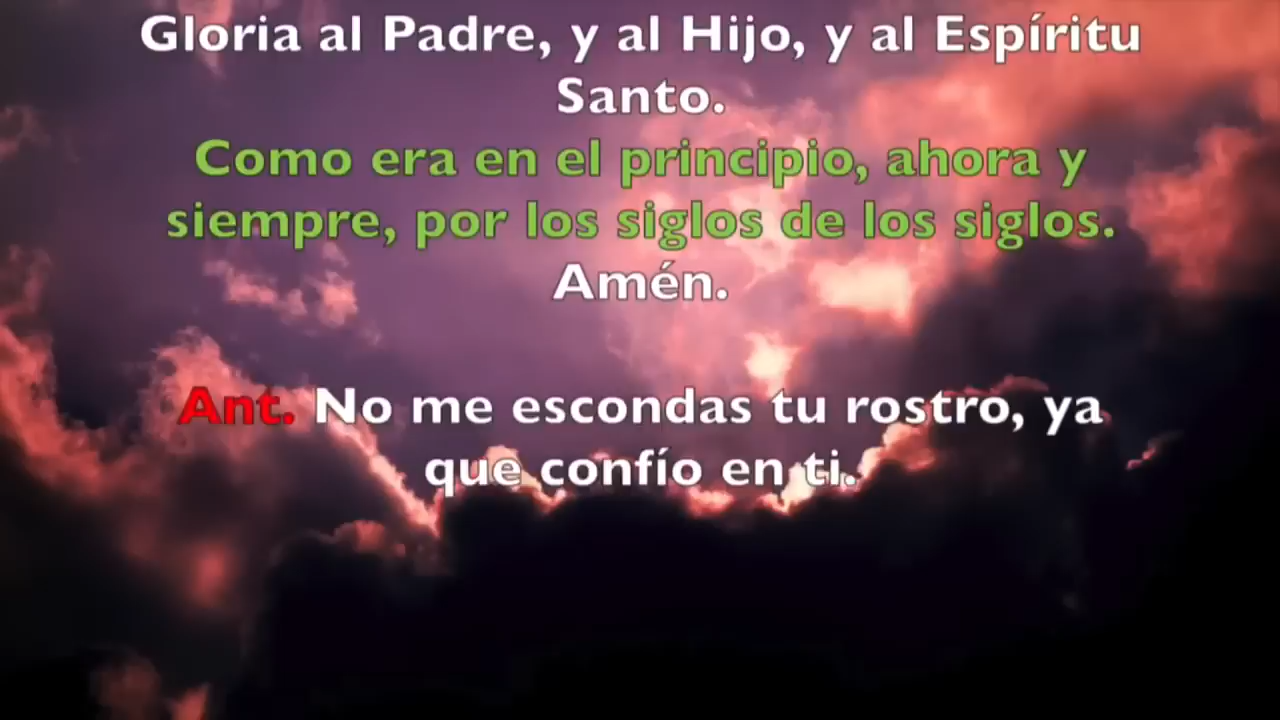 Gloria al Padre, y al Hijo, y al Espíritu
Santo.
Como era en el principio, ahora y
siempre, por los siglos de los siglos.
Amén.
Ant. No me escondas tu rostro, ya
que confío en ti.